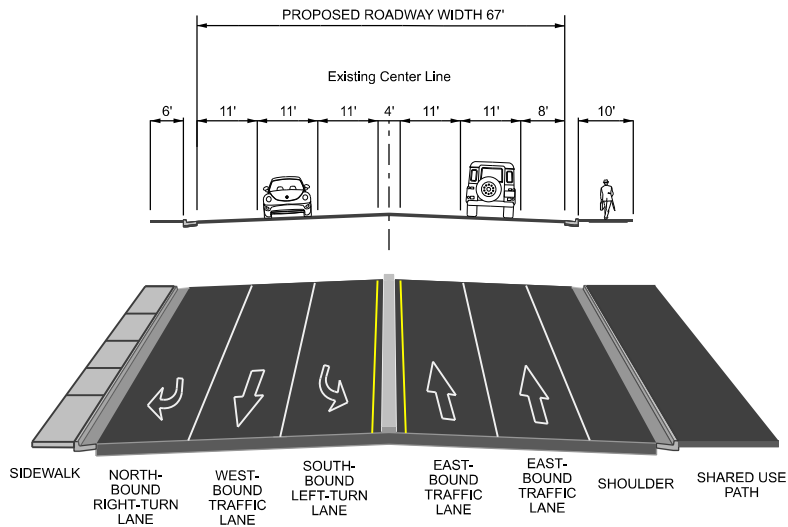 PROPOSED ROADWAY WIDTH 67'
Existing Center Line
6' 11' 11' 11' 4' 11' 11' 8' 10'
SIDEWALK
NORTH-
BOUND
RIGHT-TURN
LANE
WEST-
BOUND
TRAFFIC
LANE
SOUTH-
BOUND
LEFT-TURN
LANE
EAST-
BOUND
TRAFFIC
LANE
EAST-
BOUND
TRAFFIC
LANE
SHOULDER
SHARED USE
PATH